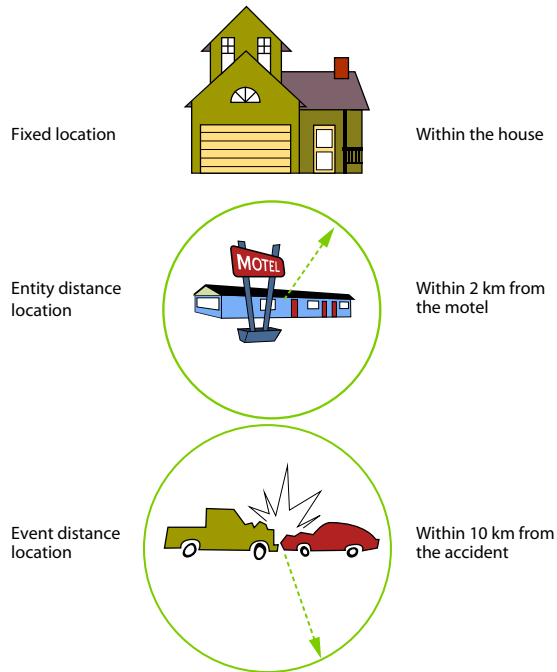 Fixed location
Within the house
MOTEL
Entity distance
location
Within 2 km from
the motel
Event distance
location
Within 10 km from
the accident